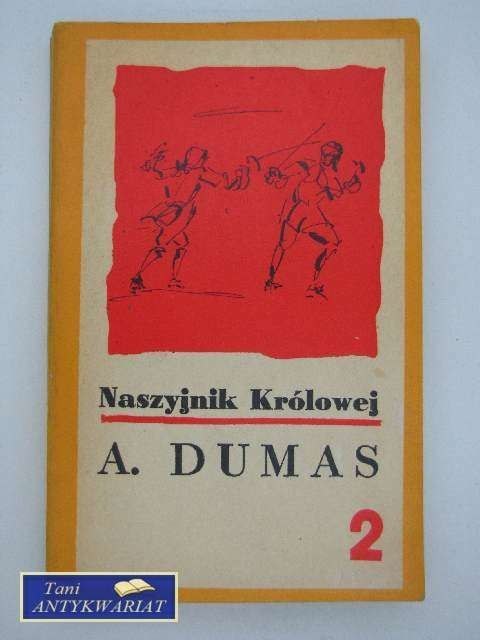 Naszyjnik Królowej
A. DUMAS
2
Tani
ANTYKWARIAT